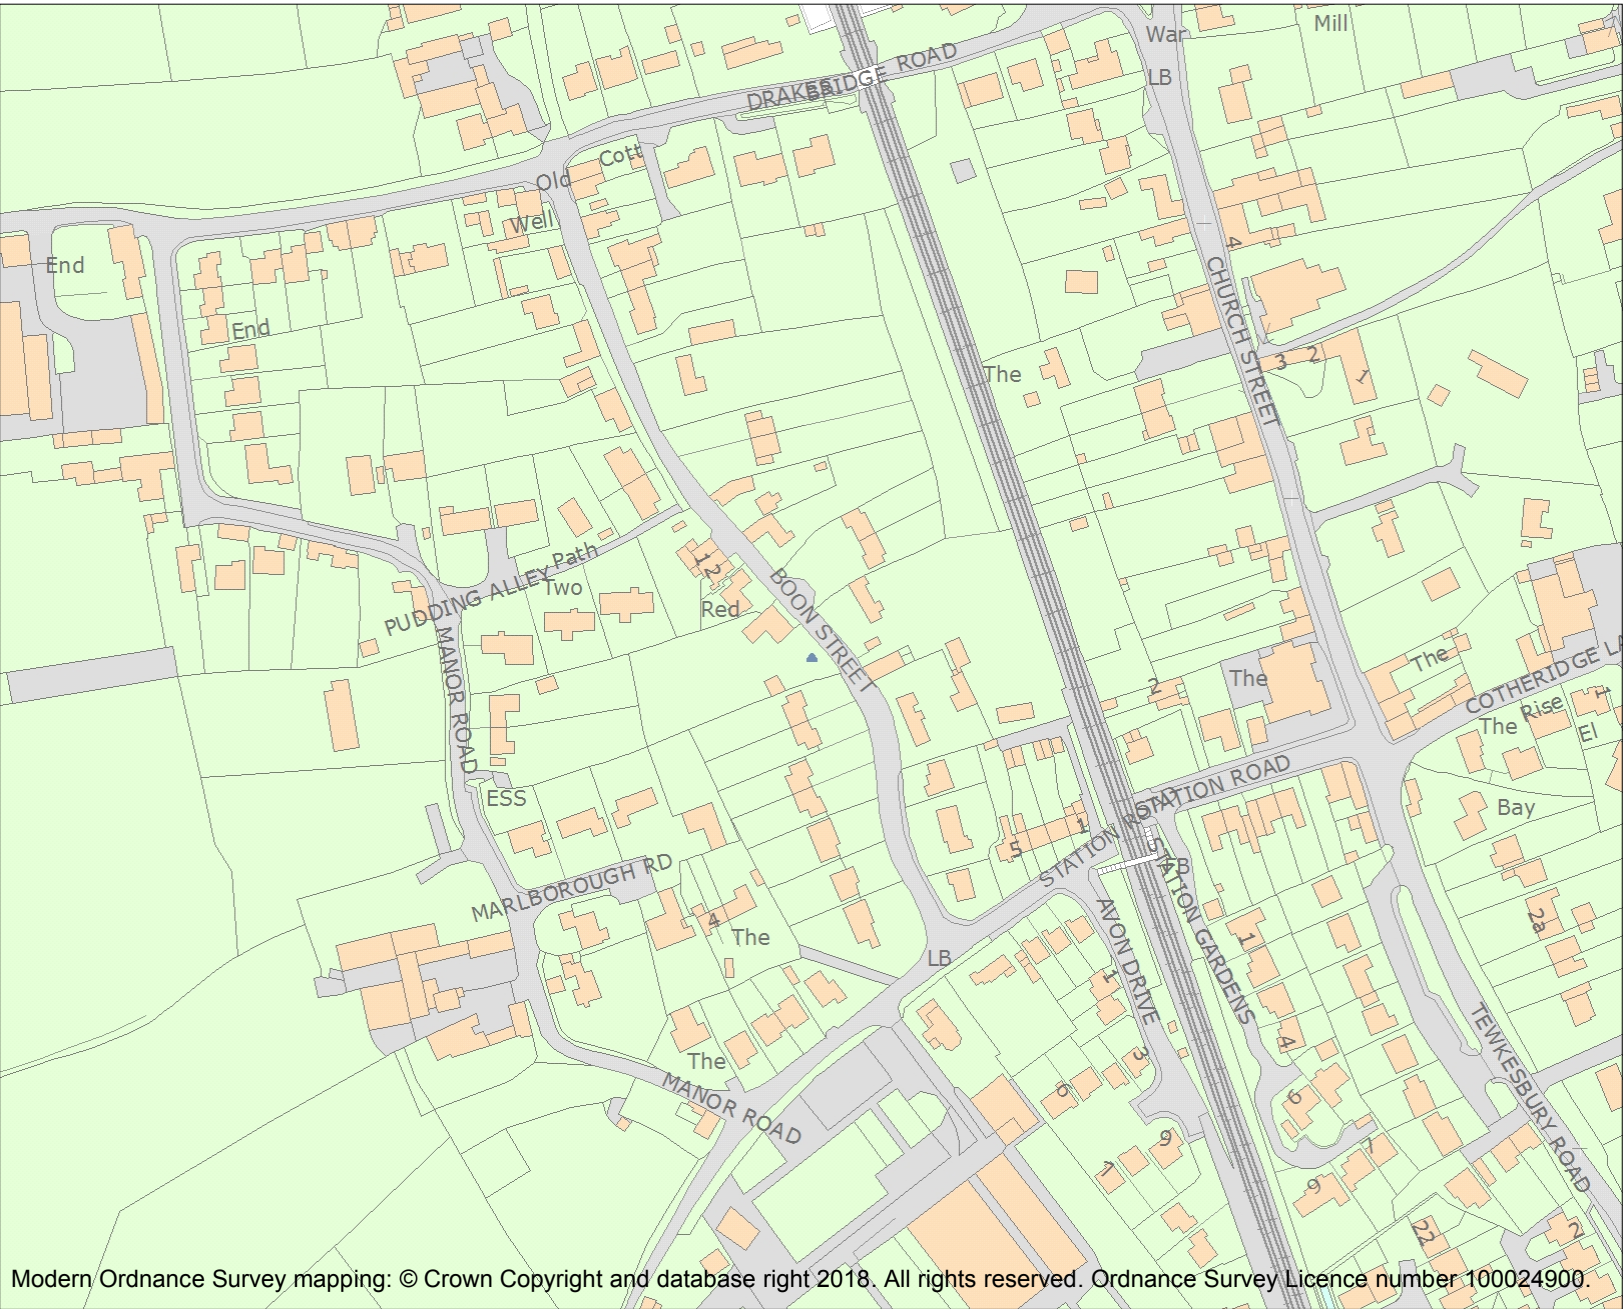 War
Mill
DRAKES BRIDGE ROAD
LB
Cott
Old
Well
End
4
End
CHURCH STREET
The
3
2
1
PUDDING ALLEY
Path
12
Two
BOON STREET
Red
MANOR ROAD
The
The
2
COTHERIDGE LA
1
The
Rise
El
STATION ROAD
ESS
STATION ROAD
1
5
Bay
FB
MARLBOROUGH RD
4
The
LB
AVON DRIVE
1
STATION GARDENS
1
2a
TEWKESBURY ROAD
4
3
6
6
The
MANOR ROAD
9
7
7
9
22
2
Modern Ordnance Survey mapping: © Crown Copyright and database right 2018. All rights reserved. Ordnance Survey Licence number 100024900.